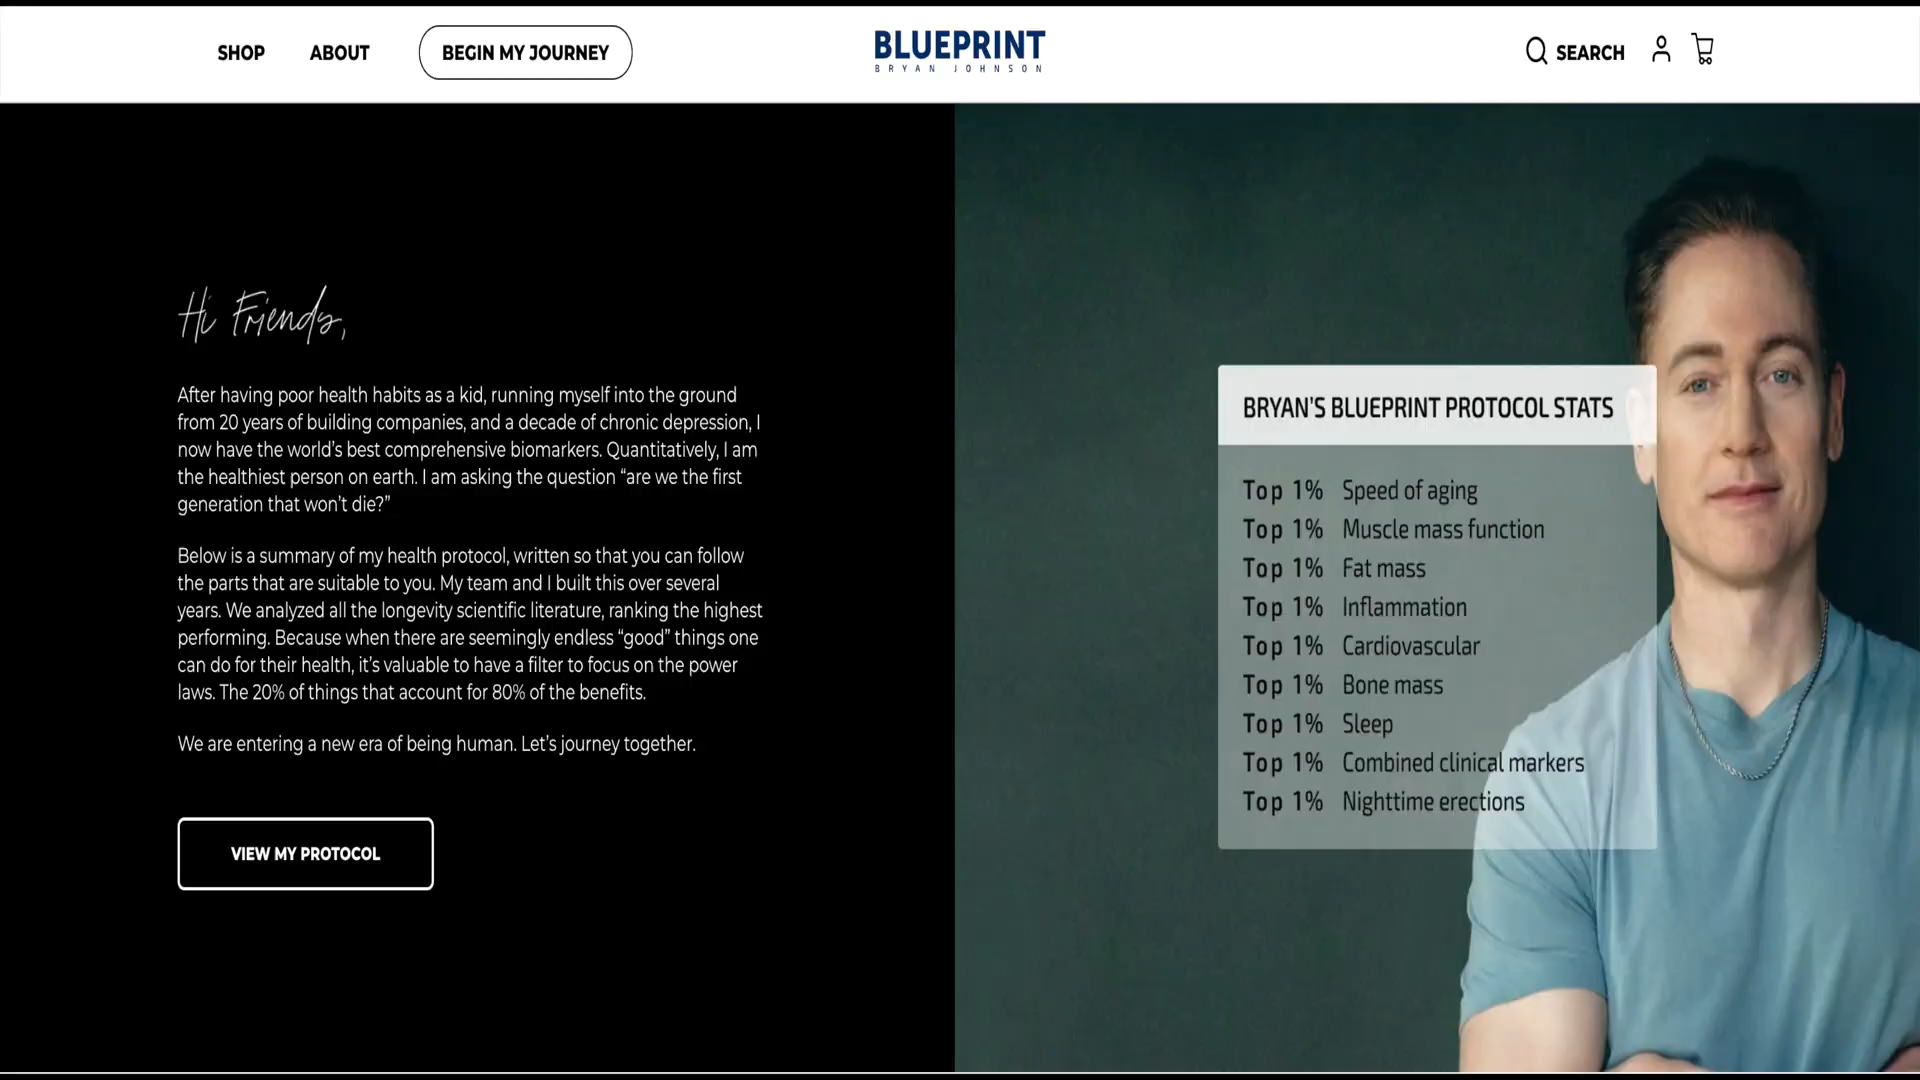 SHOP
ABOUT
BEGIN MY JOURNEY
BLUEPRINT
BRYAN JOHNSON
SEARCH
Hi Friends,
After having poor health habits as a kid, running myself into the ground
from 20 years of building companies, and a decade of chronic depression, I
now have the world’s best comprehensive biomarkers. Quantitatively, I am
the healthiest person on earth. I am asking the question “are we the first
generation that won’t die?”
Below is a summary of my health protocol, written so that you can follow
the parts that are suitable to you. My team and I built this over several
years. We analyzed all the longevity scientific literature, ranking the highest
performing. Because when there are seemingly endless “good” things one
can do for their health, it’s valuable to have a filter to focus on the power
laws. The 20% of things that account for 80% of the benefits.
We are entering a new era of being human. Let’s journey together.
VIEW MY PROTOCOL
BRYAN'S BLUEPRINT PROTOCOL STATS
Top 1% Speed of aging
Top 1% Muscle mass function
Top 1% Fat mass
Top 1% Inflammation
Top 1% Cardiovascular
Top 1% Bone mass
Top 1% Sleep
Top 1% Combined clinical markers
Top 1% Nighttime erections